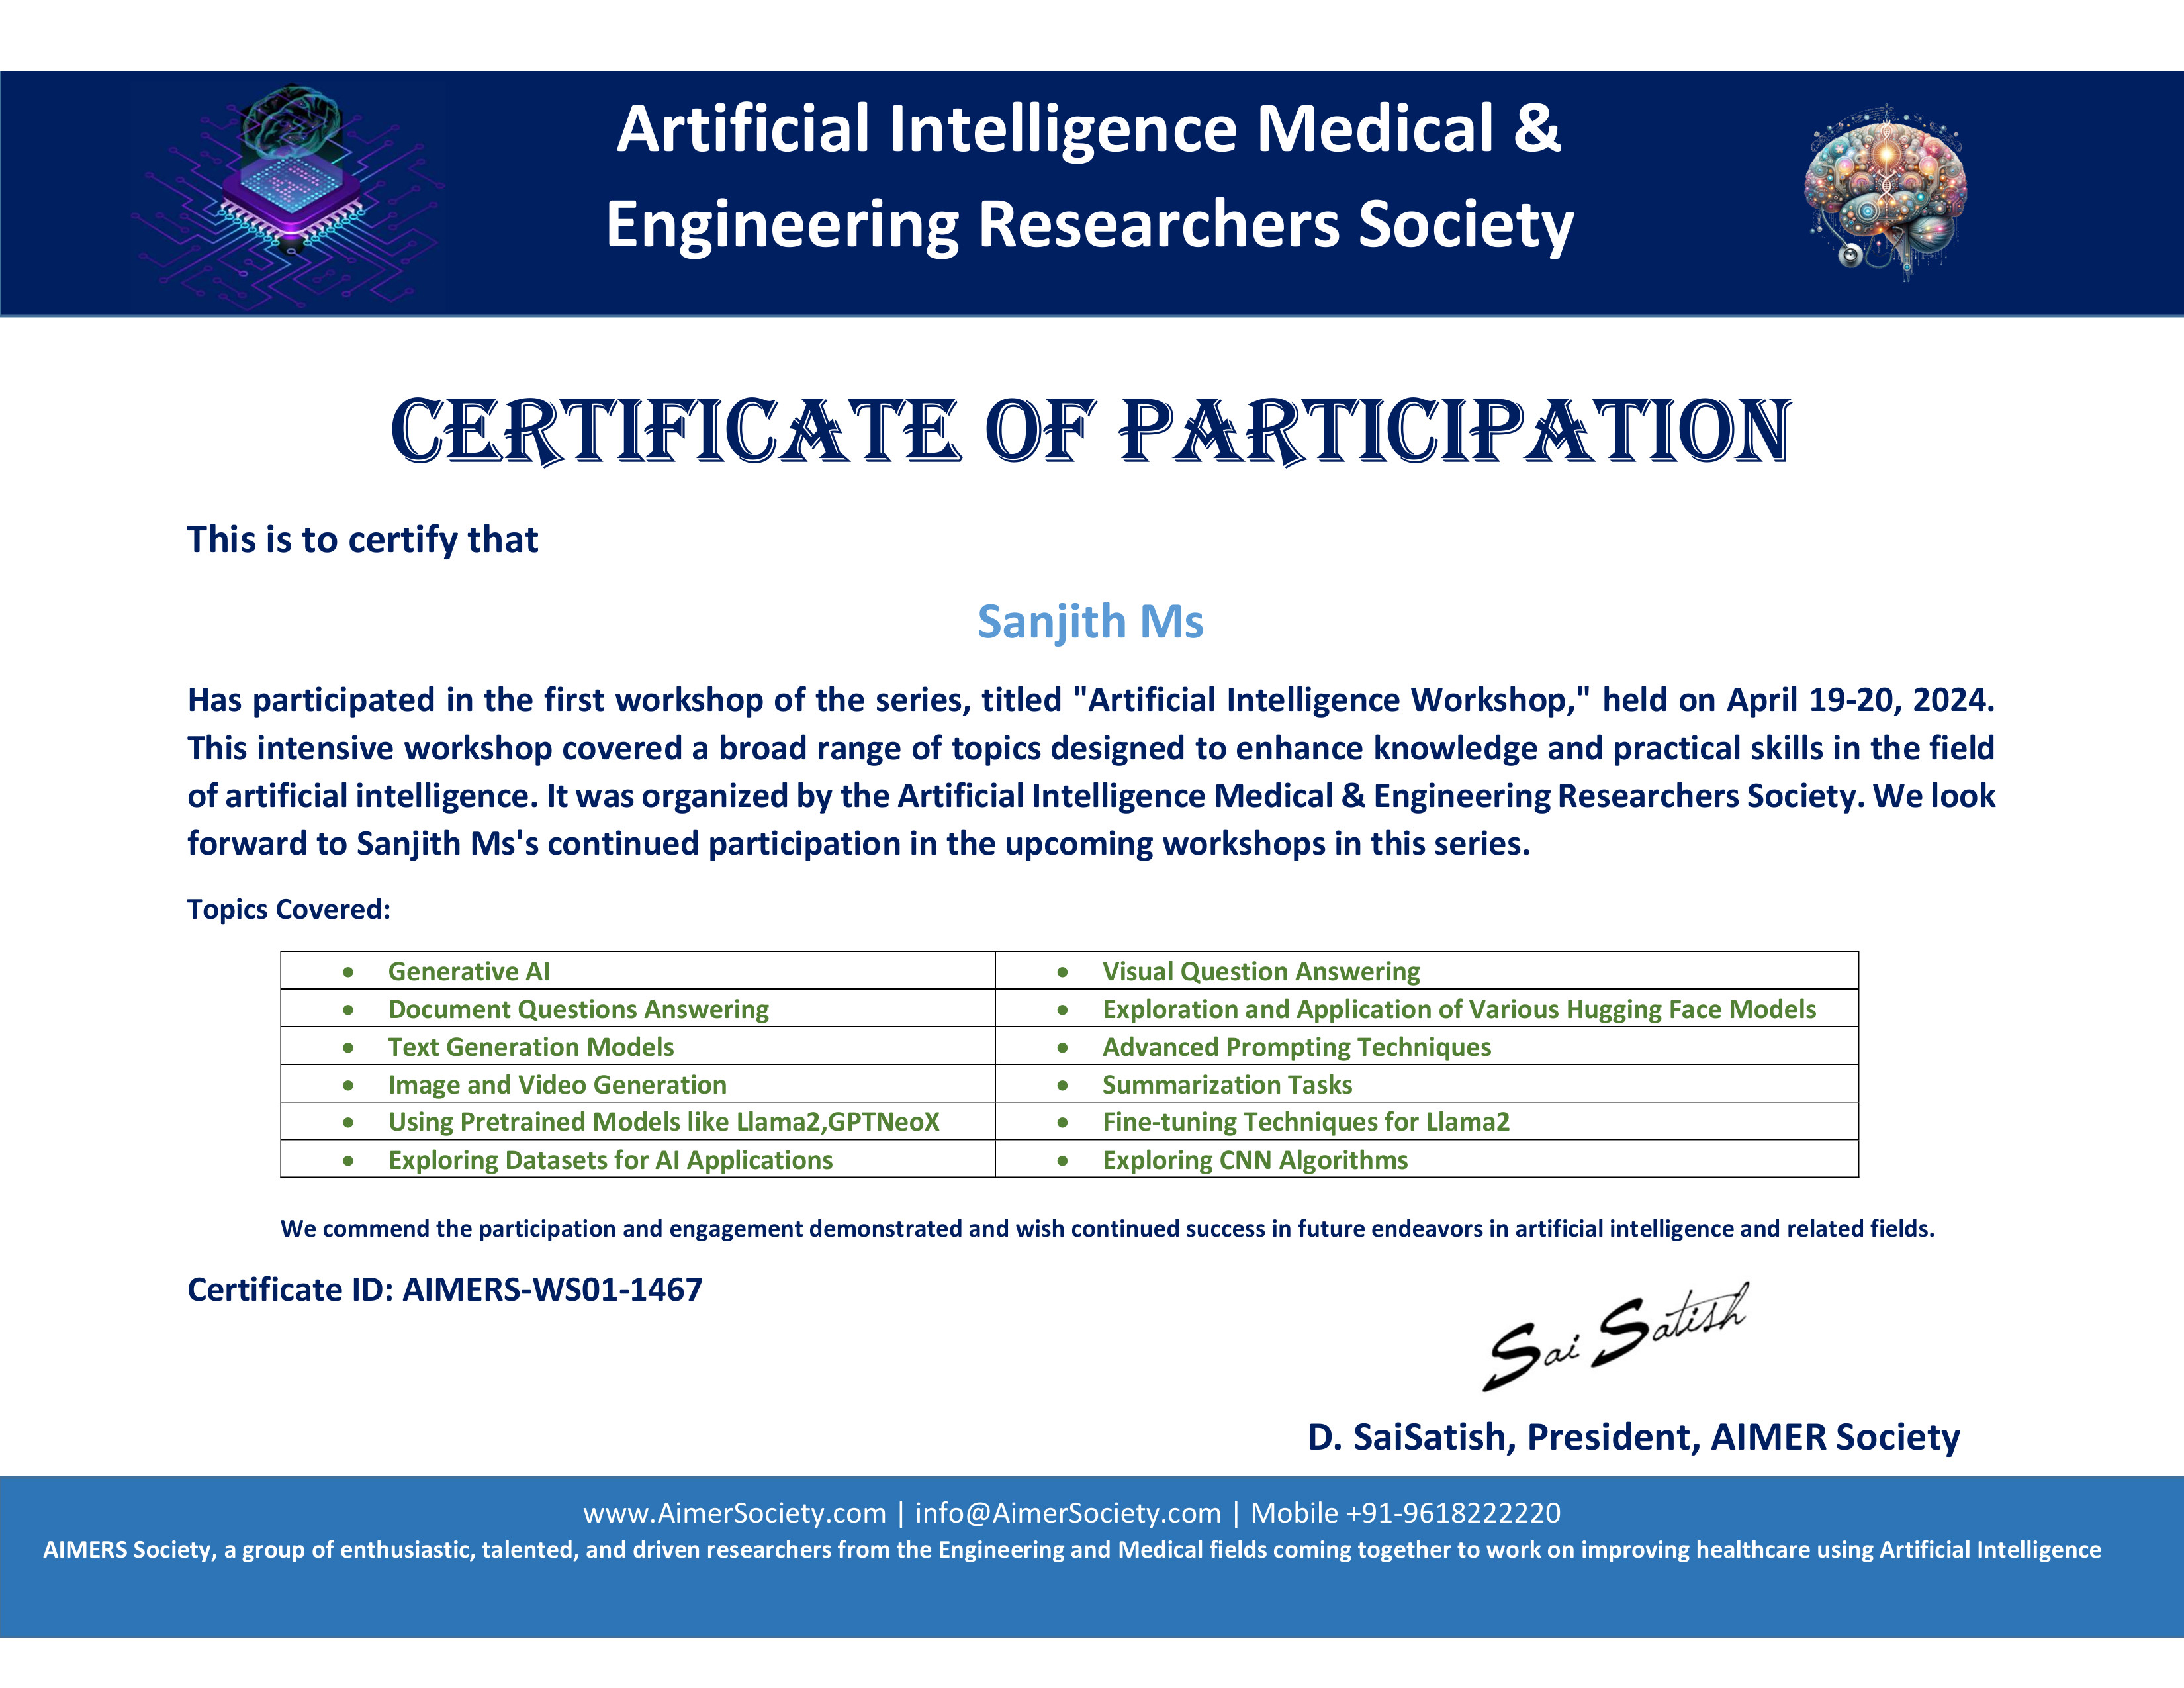 Artificial Intelligence Medical &
Engineering Researchers Society
CERTIFICATE OF PARTICIPATION
This is to certify that
Sanjith Ms
Has participated in the first workshop of the series, titled "Artificial Intelligence Workshop," held on April 19-20, 2024.
This intensive workshop covered a broad range of topics designed to enhance knowledge and practical skills in the field
of artificial intelligence. It was organized by the Artificial Intelligence Medical & Engineering Researchers Society. We look
forward to Sanjith Ms's continued participation in the upcoming workshops in this series.
Topics Covered:
• Generative AI • Visual Question Answering
• Document Questions Answering • Exploration and Application of Various Hugging Face Models
• Text Generation Models • Advanced Prompting Techniques
• Image and Video Generation • Summarization Tasks
• Using Pretrained Models like Llama2,GPTNeoX • Fine-tuning Techniques for Llama2
• Exploring Datasets for AI Applications • Exploring CNN Algorithms
We commend the participation and engagement demonstrated and wish continued success in future endeavors in artificial intelligence and related fields.
Certificate ID: AIMERS-WS01-1467
Sai Satish
D. SaiSatish, President, AIMER Society
www.AimerSociety.com | info@AimerSociety.com | Mobile +91-9618222220
AIMERS Society, a group of enthusiastic, talented, and driven researchers from the Engineering and Medical fields coming together to work on improving healthcare using Artificial Intelligence